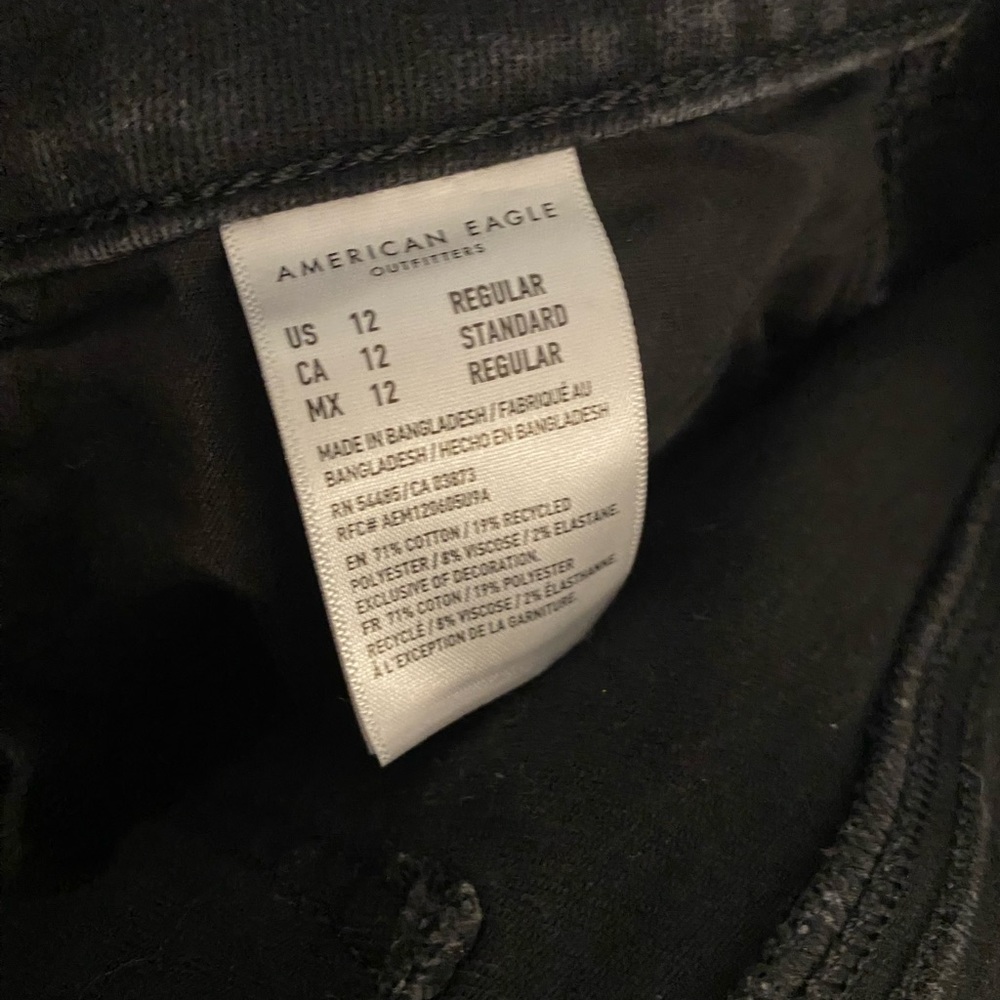 AMERICAN EAGLE
OUTFITTERS
US 12 REGULAR
CA 12 STANDARD
MX 12 REGULAR
MADE IN BANGLADESH / FABRIQUÉ AU
BANGLADESH / HECHO EN BANGLADESH
RN 54485 / CA 03873
RFC# AEM120605U9A
EN 71% COTTON / 19% RECYCLED
POLYESTER / 8% VISCOSE / 2% ELASTANE.
EXCLUSIVE OF DECORATION.
FR 71% COTON / 19% POLYESTER
RECYCLÉ / 8% VISCOSE / 2% ÉLASTHANNE.
À L'EXCEPTION DE LA GARNITURE.